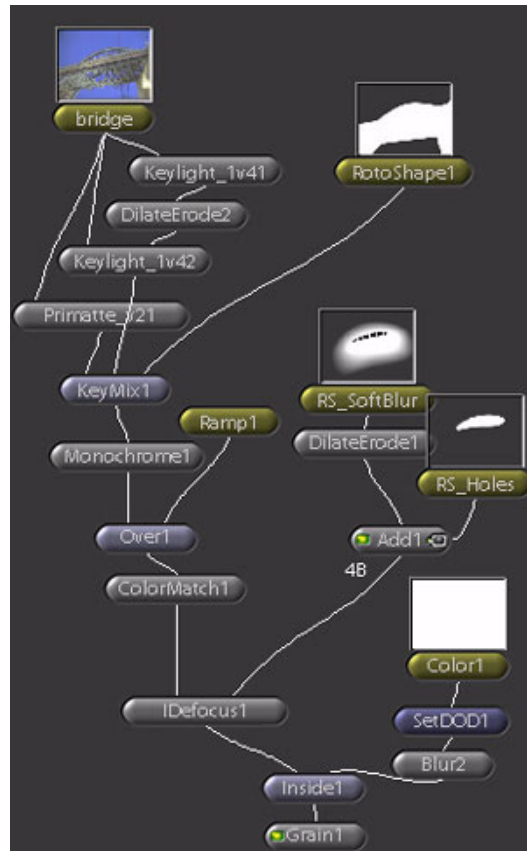 bridge
Keylight_1v41
RotoShape1
DilateErode2
Keylight_1v42
Primatte_v21
KeyMix1
RS_SoftBlur
Ramp1
DilateErode1
Monochrome1
RS_Holes
Over1
Add1
4B
ColorMatch1
Color1
IDefocus1
SetDOD1
Blur2
Inside1
Grain1